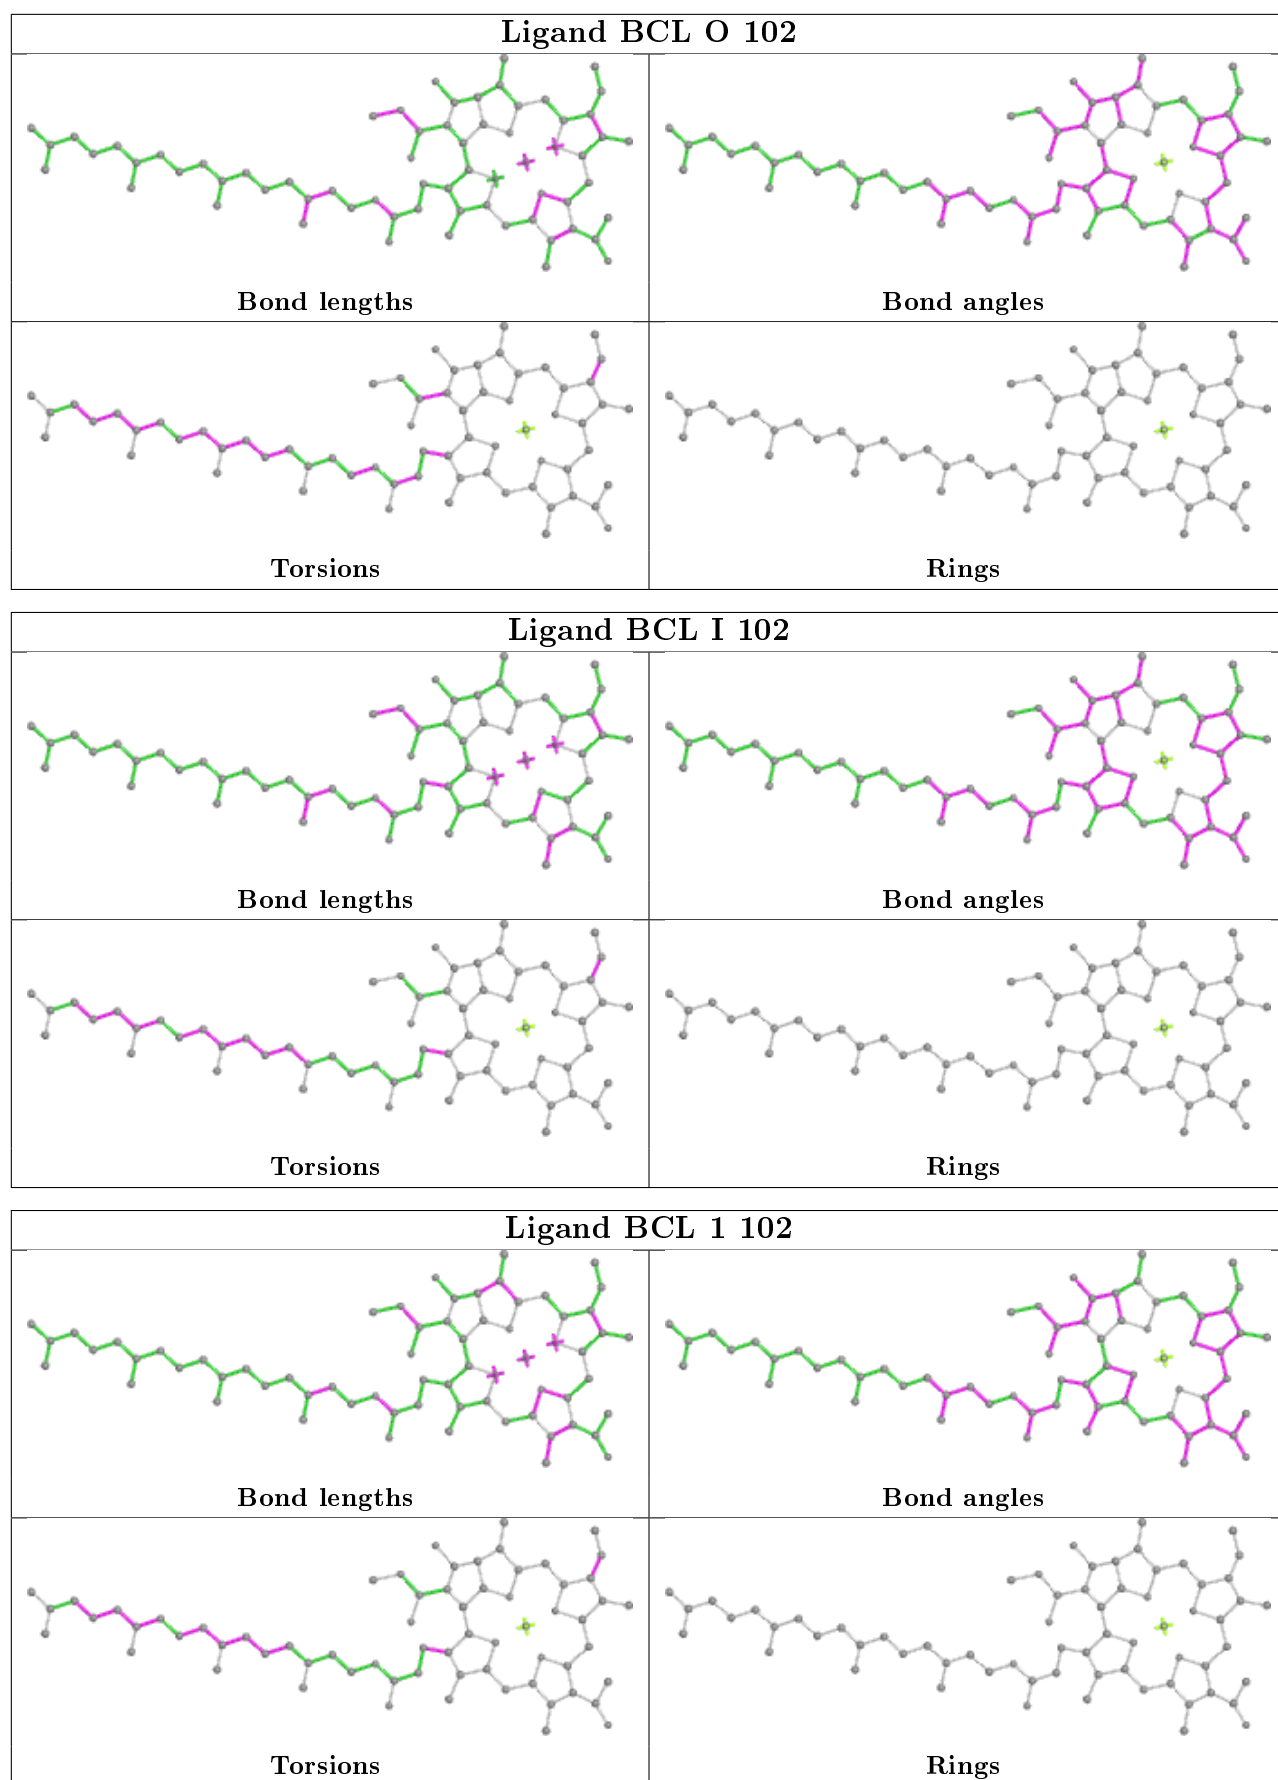 Ligand BCL O 102
Bond lengths
Bond angles
Torsions
Rings
Ligand BCL I 102
Bond lengths
Bond angles
Torsions
Rings
Ligand BCL 1 102
Bond lengths
Bond angles
Torsions
Rings